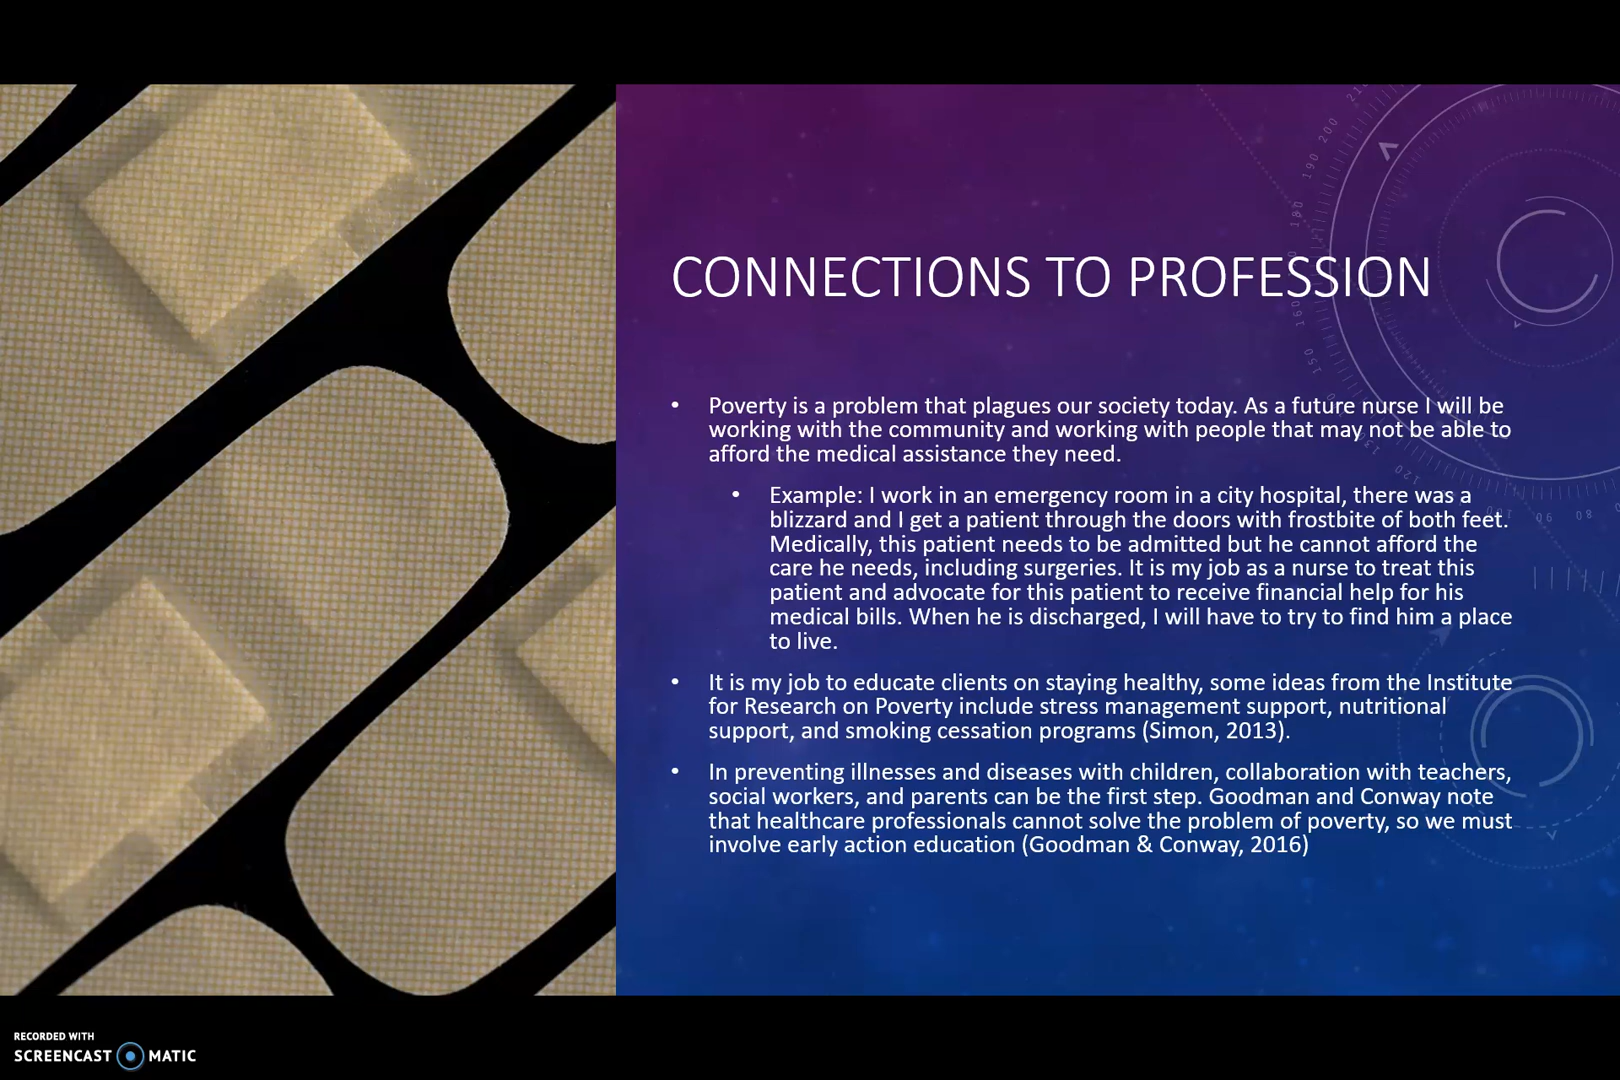 CONNECTIONS TO PROFESSION
• Poverty is a problem that plagues our society today. As a future nurse I will be
working with the community and working with people that may not be able to
afford the medical assistance they need.
• Example: I work in an emergency room in a city hospital, there was a
blizzard and I get a patient through the doors with frostbite of both feet.
Medically, this patient needs to be admitted but he cannot afford the
care he needs, including surgeries. It is my job as a nurse to treat this
patient and advocate for this patient to receive financial help for his
medical bills. When he is discharged, I will have to try to find him a place
to live.
• It is my job to educate clients on staying healthy, some ideas from the Institute
for Research on Poverty include stress management support, nutritional
support, and smoking cessation programs (Simon, 2013).
• In preventing illnesses and diseases with children, collaboration with teachers,
social workers, and parents can be the first step. Goodman and Conway note
that healthcare professionals cannot solve the problem of poverty, so we must
involve early action education (Goodman & Conway, 2016)
210
200
190
180
160
150
120
90
80
RECORDED WITH
SCREENCAST MATIC